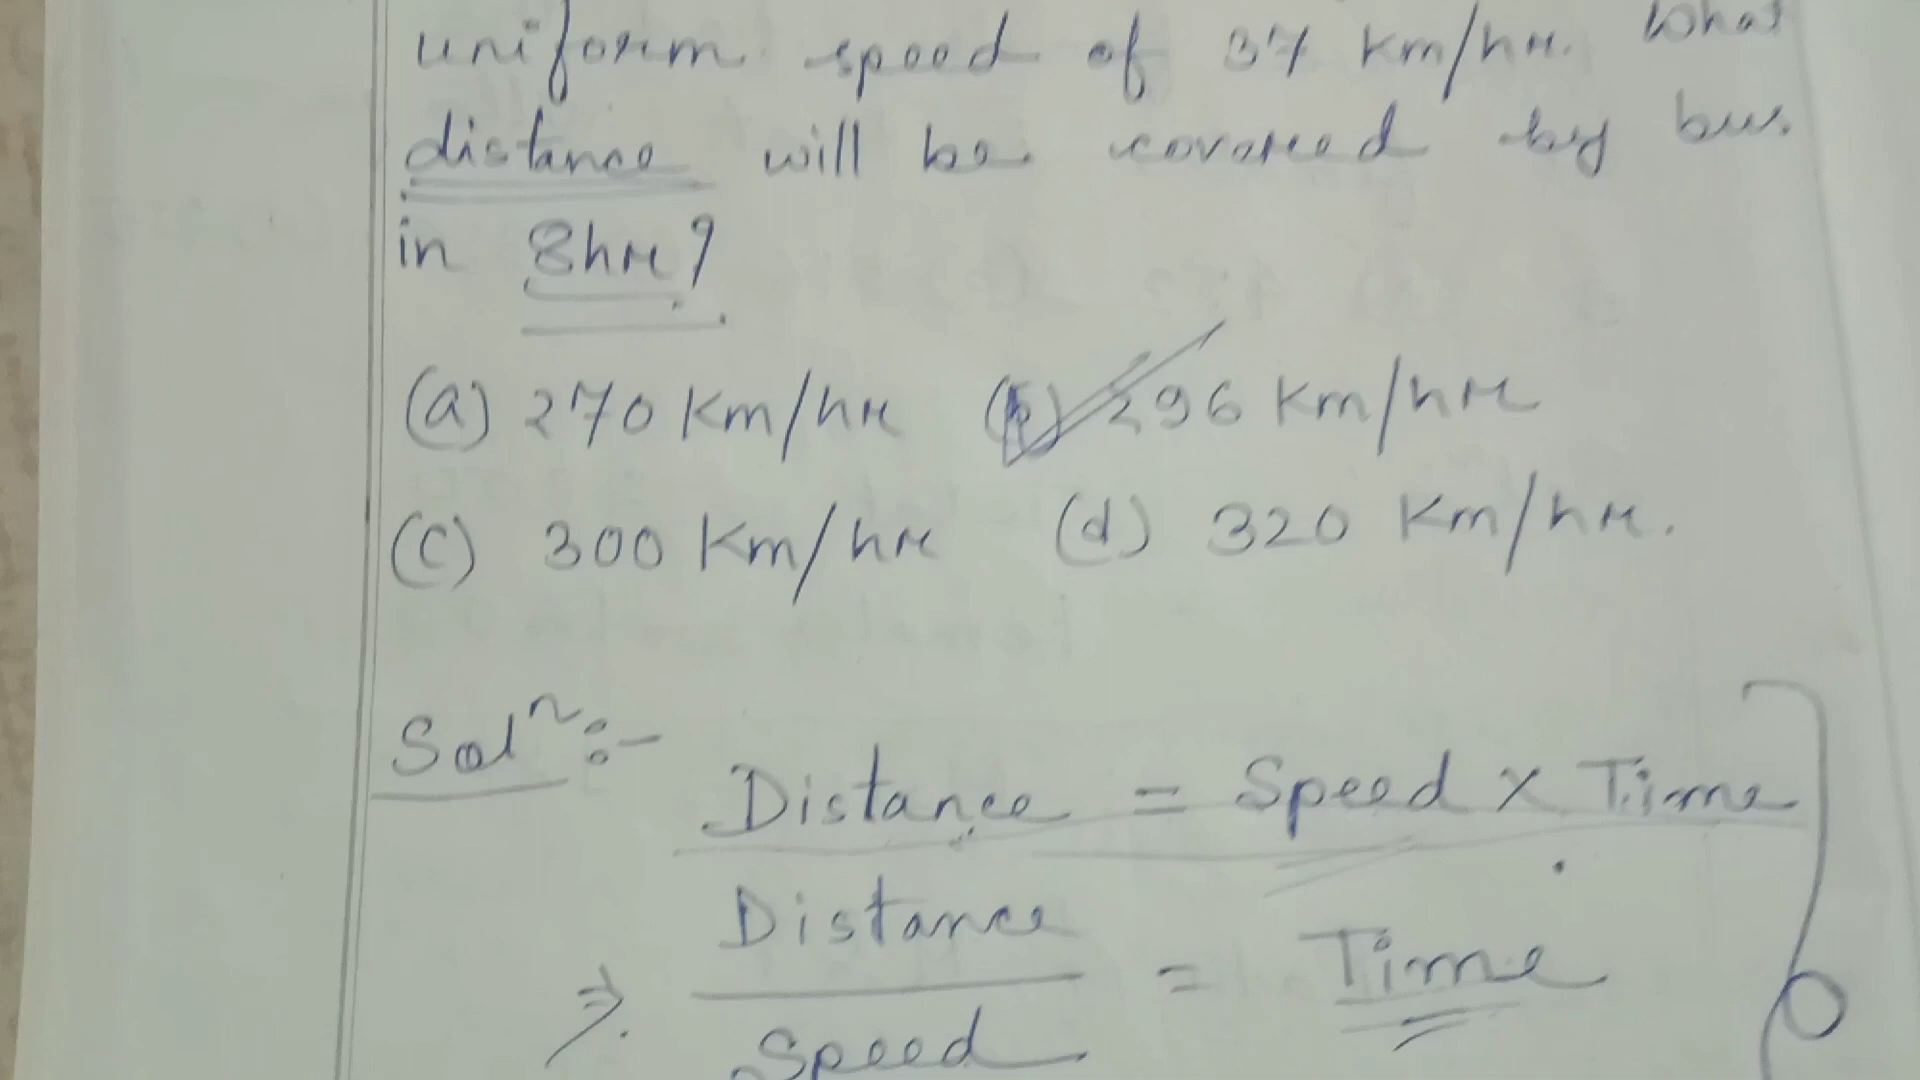 uniform speed of 37 km/hr. What
distance will be covered by bus.
in 8hr?
(a) 270 km/hr (b) 296 km/hr
(c) 300 km/hr (d) 320 km/hr.
Sol^n :-
Distance = Speed x Time
Distance
⇒ = Time
Speed